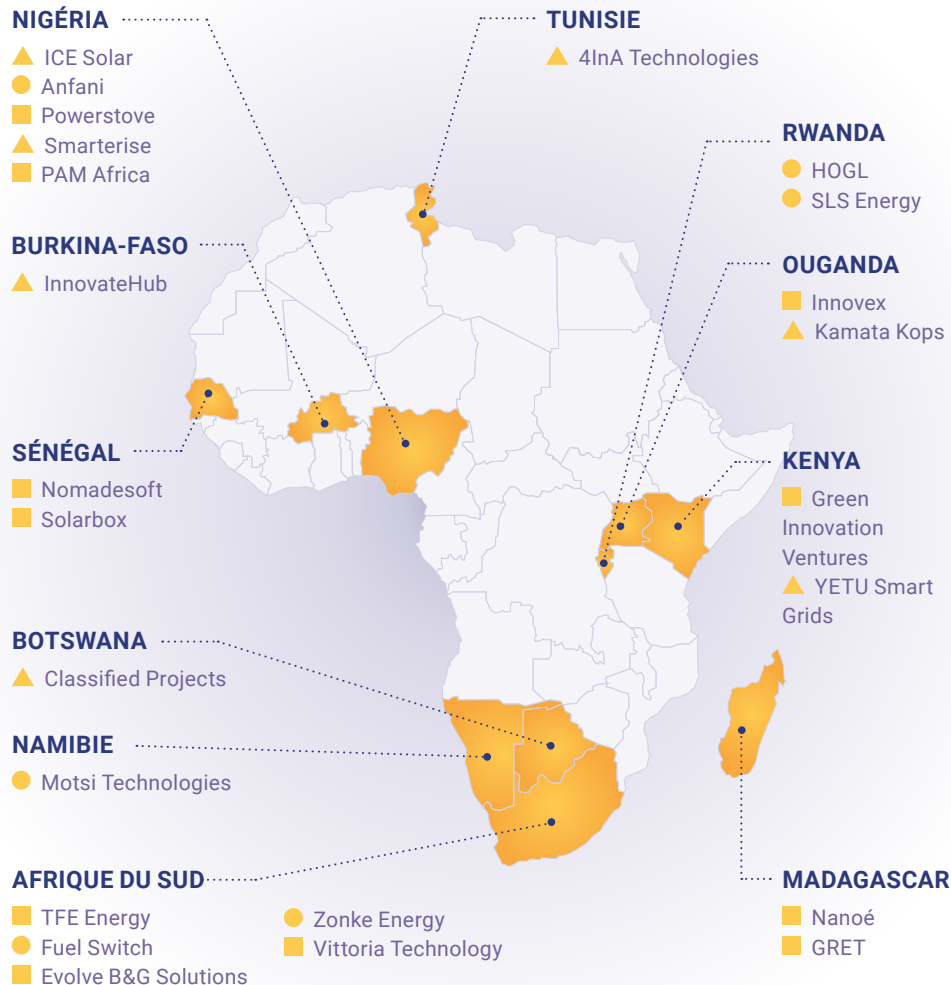 NIGÉRIA
ICE Solar
Anfani
Powerstove
Smarterise
PAM Africa
TUNISIE
4InA Technologies
RWANDA
HOGL
SLS Energy
BURKINA-FASO
InnovateHub
OUGANDA
Innovex
Kamata Kops
SÉNÉGAL
Nomadesoft
Solarbox
KENYA
Green
Innovation
Ventures
YETU Smart
Grids
BOTSWANA
Classified Projects
NAMIBIE
Motsi Technologies
AFRIQUE DU SUD
TFE Energy
Fuel Switch
Evolve B&G Solutions
Zonke Energy
Vittoria Technology
MADAGASCAR
Nanoé
GRET